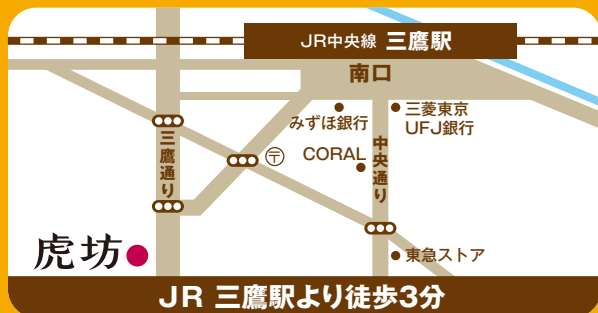 JR中央線 三鷹駅
南口
みずほ銀行
三菱東京
UFJ銀行
三鷹通り
〒
CORAL
中央通り
虎坊
東急ストア
JR 三鷹駅より徒歩3分